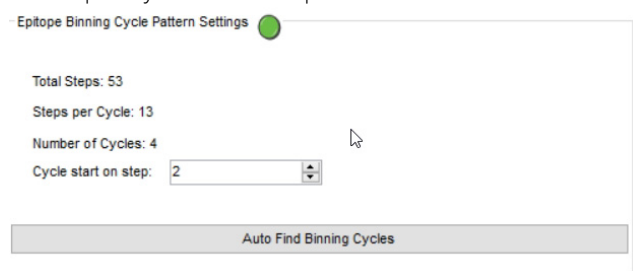 Epitope Binning Cycle Pattern Settings
Total Steps: 53
Steps per Cycle: 13
Number of Cycles: 4
Cycle start on step: 2
Auto Find Binning Cycles